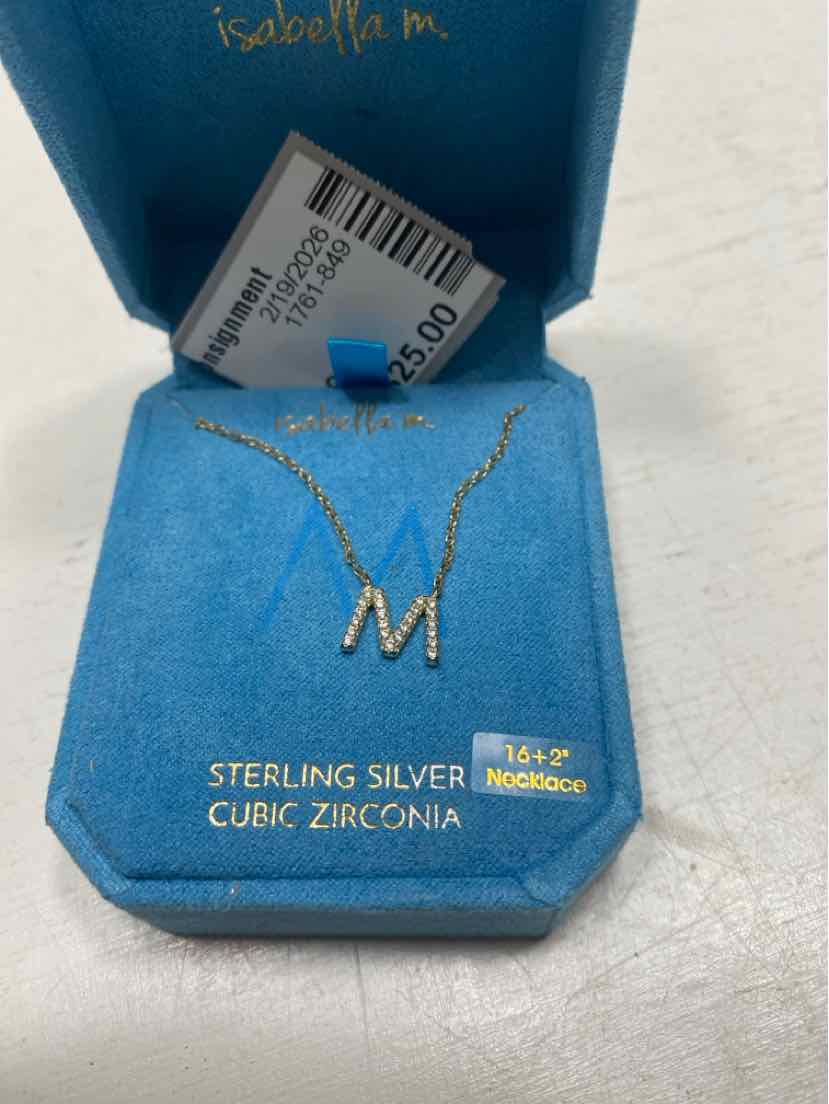 isabella m.
nsignment
2/19/2026
1761-849
25.00
isabella m.
M
STERLING SILVER
CUBIC ZIRCONIA
16+2"
Necklace